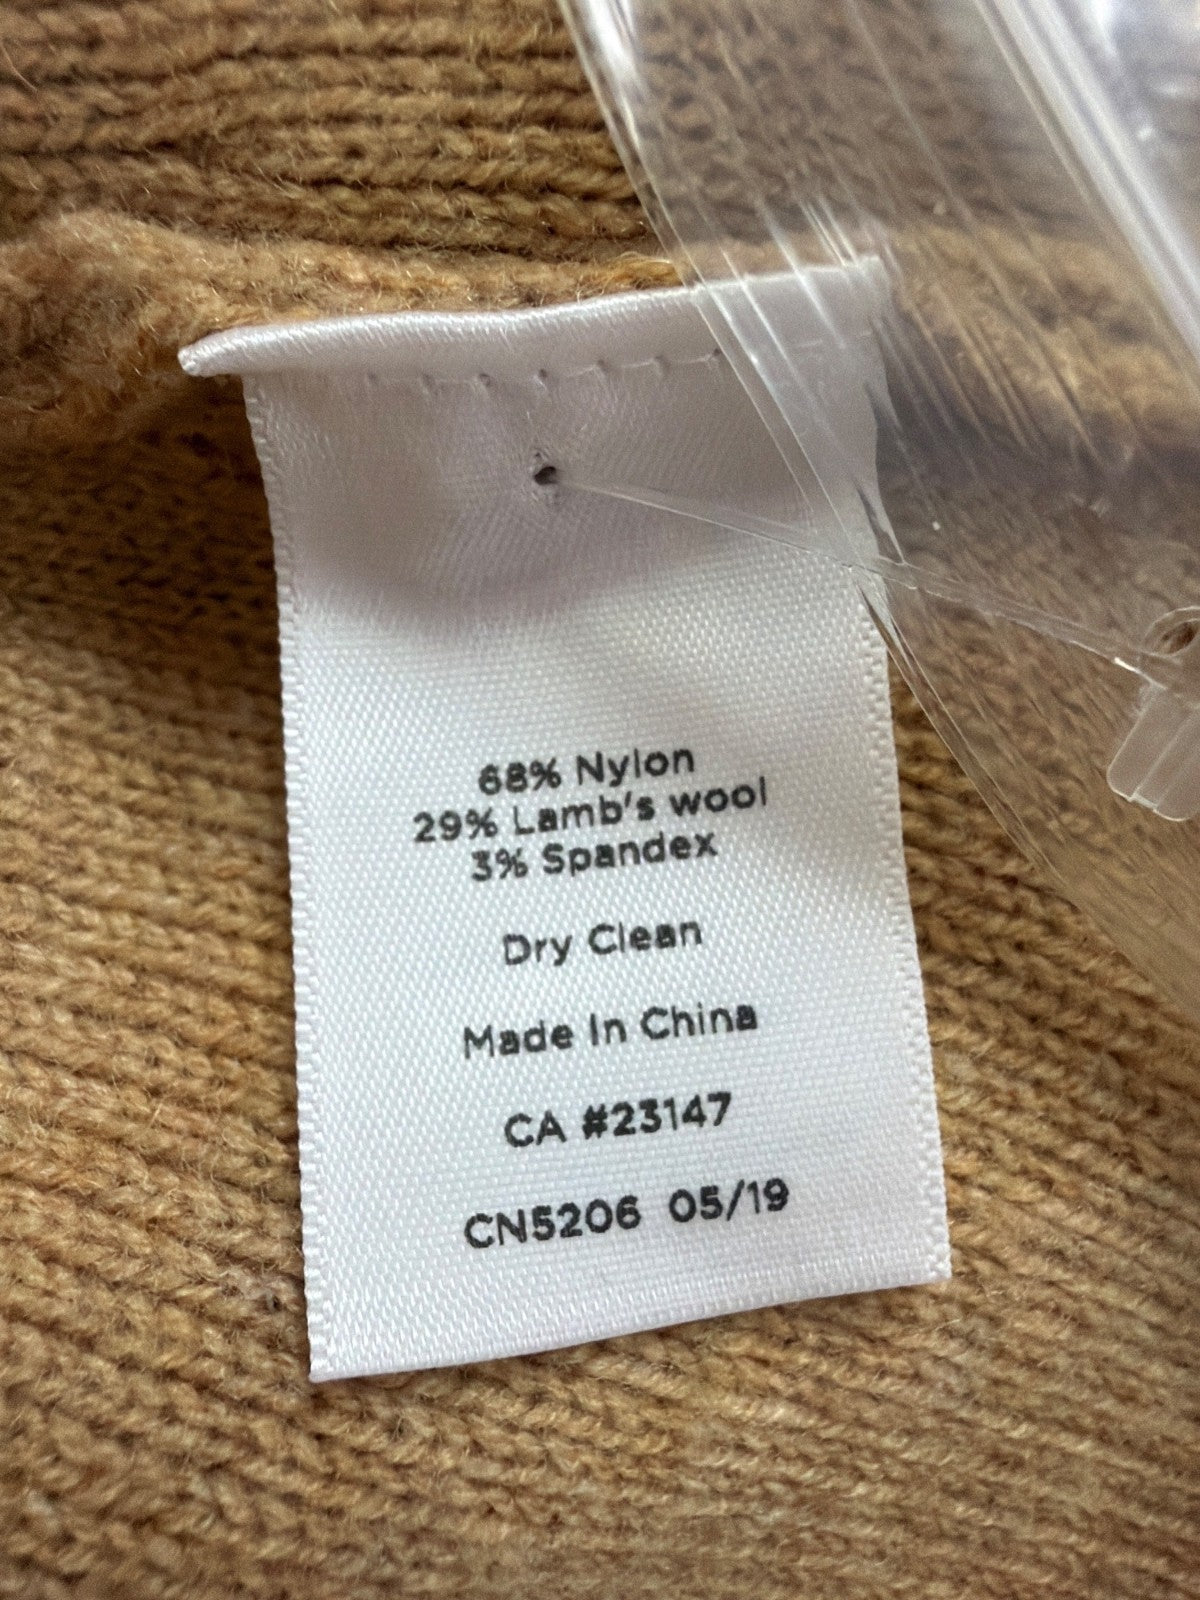 68% Nylon
29% Lamb's wool
3% Spandex
Dry Clean
Made In China
CA #23147
CN5206 05/19